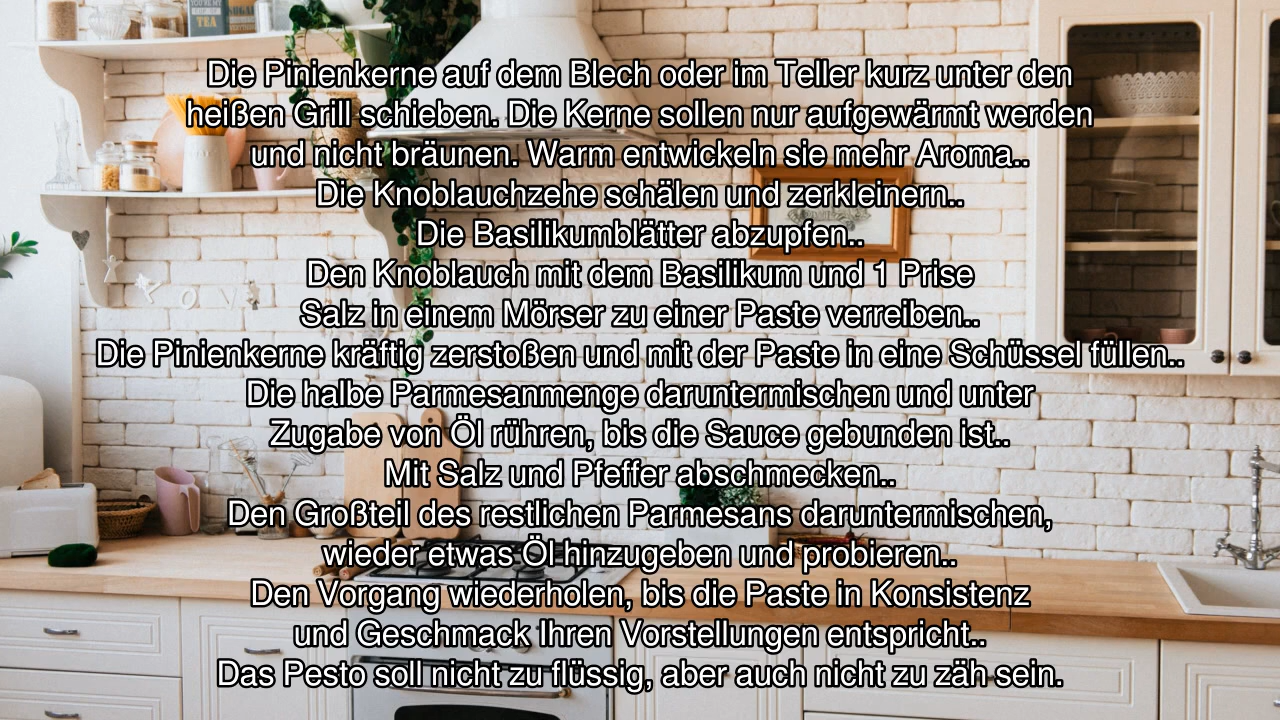 Die Pinienkerne auf dem Blech oder im Teller kurz unter den
heißen Grill schieben. Die Kerne sollen nur aufgewärmt werden
und nicht bräunen. Warm entwickeln sie mehr Aroma..
Die Knoblauchzehe schälen und zerkleinern..
Die Basilikumblätter abzupfen..
Den Knoblauch mit dem Basilikum und 1 Prise
Salz in einem Mörser zu einer Paste verreiben..
Die Pinienkerne kräftig zerstoßen und mit der Paste in eine Schüssel füllen..
Die halbe Parmesanmenge daruntermischen und unter
Zugabe von Öl rühren, bis die Sauce gebunden ist..
Mit Salz und Pfeffer abschmecken..
Den Großteil des restlichen Parmesans daruntermischen,
wieder etwas Öl hinzugeben und probieren..
Den Vorgang wiederholen, bis die Paste in Konsistenz
und Geschmack Ihren Vorstellungen entspricht..
Das Pesto soll nicht zu flüssig, aber auch nicht zu zäh sein.